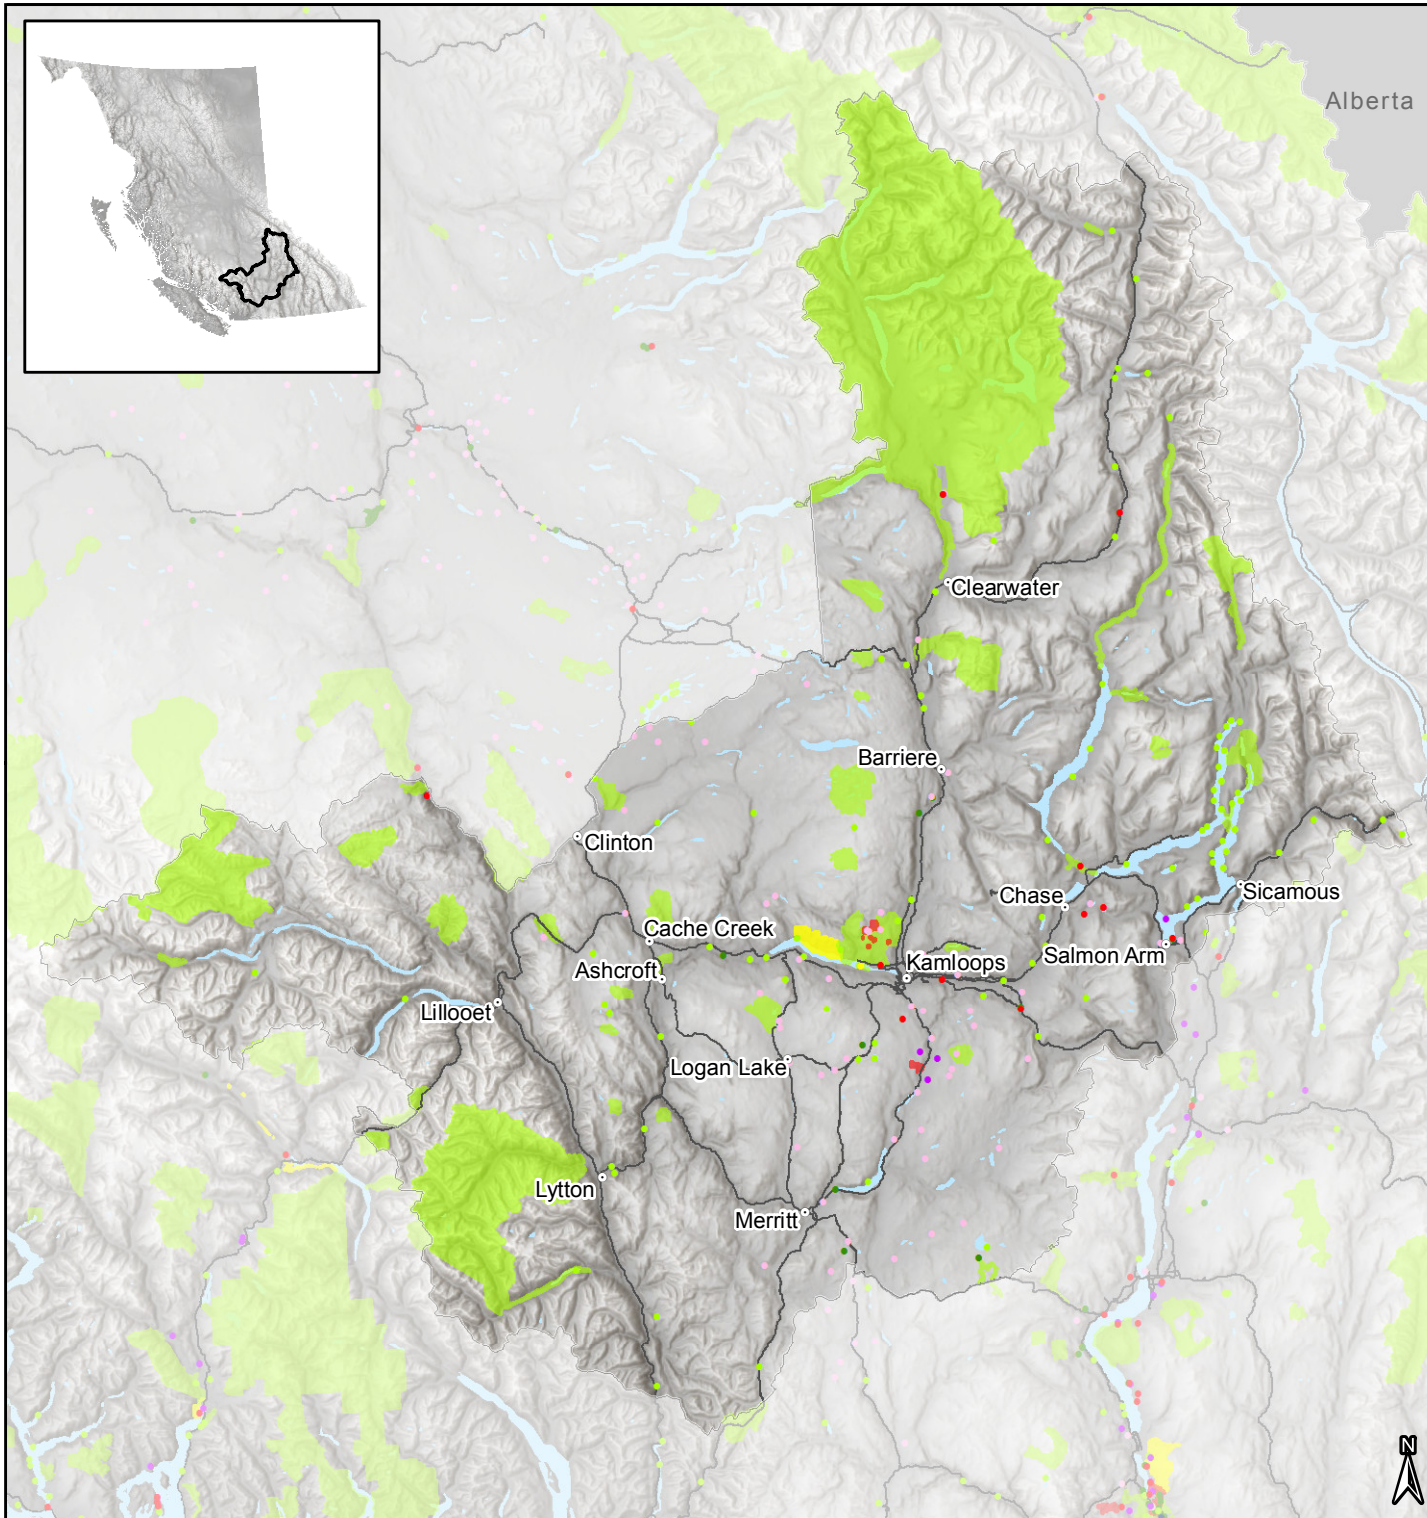 Alberta
Clearwater
Barriere
Clinton
Chase
Sicamous
Cache Creek
Salmon Arm
Kamloops
Ashcroft
Lillooet
Logan Lake
Lytton
Merritt
N